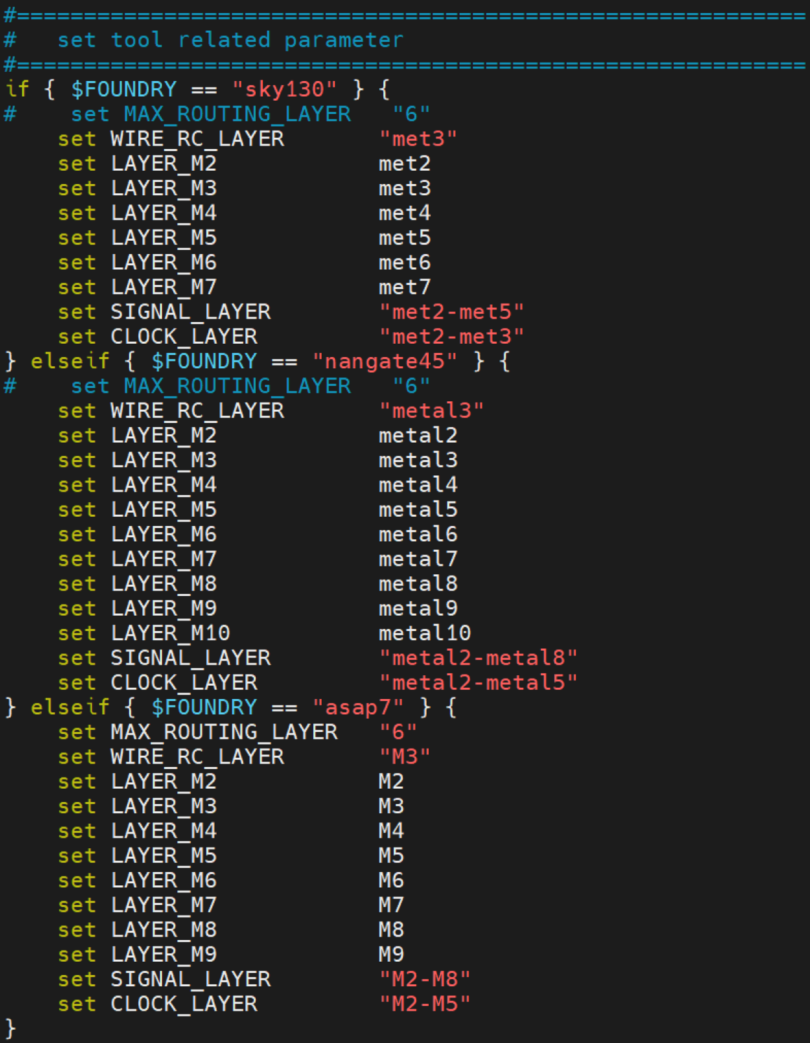 #===========================================================
#   set tool related parameter
#===========================================================
if { $FOUNDRY == "sky130" } {
#    set MAX_ROUTING_LAYER   "6"
    set WIRE_RC_LAYER       "met3"
    set LAYER_M2            met2
    set LAYER_M3            met3
    set LAYER_M4            met4
    set LAYER_M5            met5
    set LAYER_M6            met6
    set LAYER_M7            met7
    set SIGNAL_LAYER        "met2-met5"
    set CLOCK_LAYER         "met2-met3"
} elseif { $FOUNDRY == "nangate45" } {
#    set MAX_ROUTING_LAYER   "6"
    set WIRE_RC_LAYER       "metal3"
    set LAYER_M2            metal2
    set LAYER_M3            metal3
    set LAYER_M4            metal4
    set LAYER_M5            metal5
    set LAYER_M6            metal6
    set LAYER_M7            metal7
    set LAYER_M8            metal8
    set LAYER_M9            metal9
    set LAYER_M10           metal10
    set SIGNAL_LAYER        "metal2-metal8"
    set CLOCK_LAYER         "metal2-metal5"
} elseif { $FOUNDRY == "asap7" } {
    set MAX_ROUTING_LAYER   "6"
    set WIRE_RC_LAYER       "M3"
    set LAYER_M2            M2
    set LAYER_M3            M3
    set LAYER_M4            M4
    set LAYER_M5            M5
    set LAYER_M6            M6
    set LAYER_M7            M7
    set LAYER_M8            M8
    set LAYER_M9            M9
    set SIGNAL_LAYER        "M2-M8"
    set CLOCK_LAYER         "M2-M5"
}